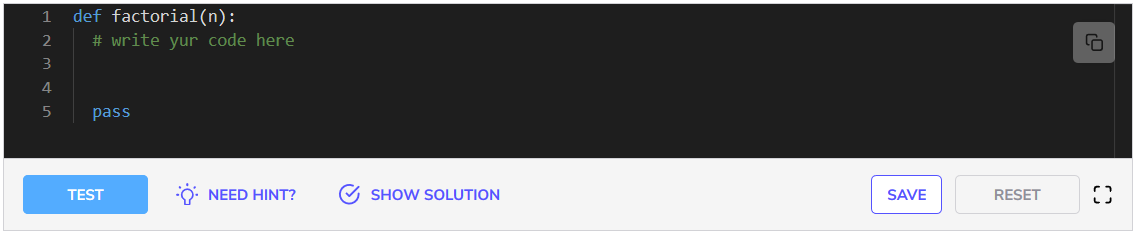 1 def factorial(n):
2 # write yur code here
3
4
5 pass
TEST NEED HINT? SHOW SOLUTION SAVE RESET